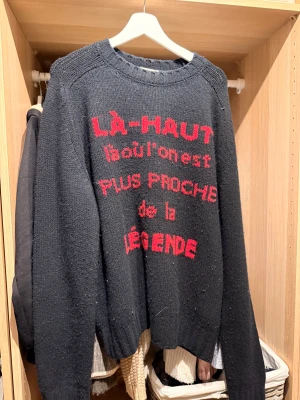 LÀ-HAUT
là où l'on est
PLUS PROCHE
de la
LÉGENDE